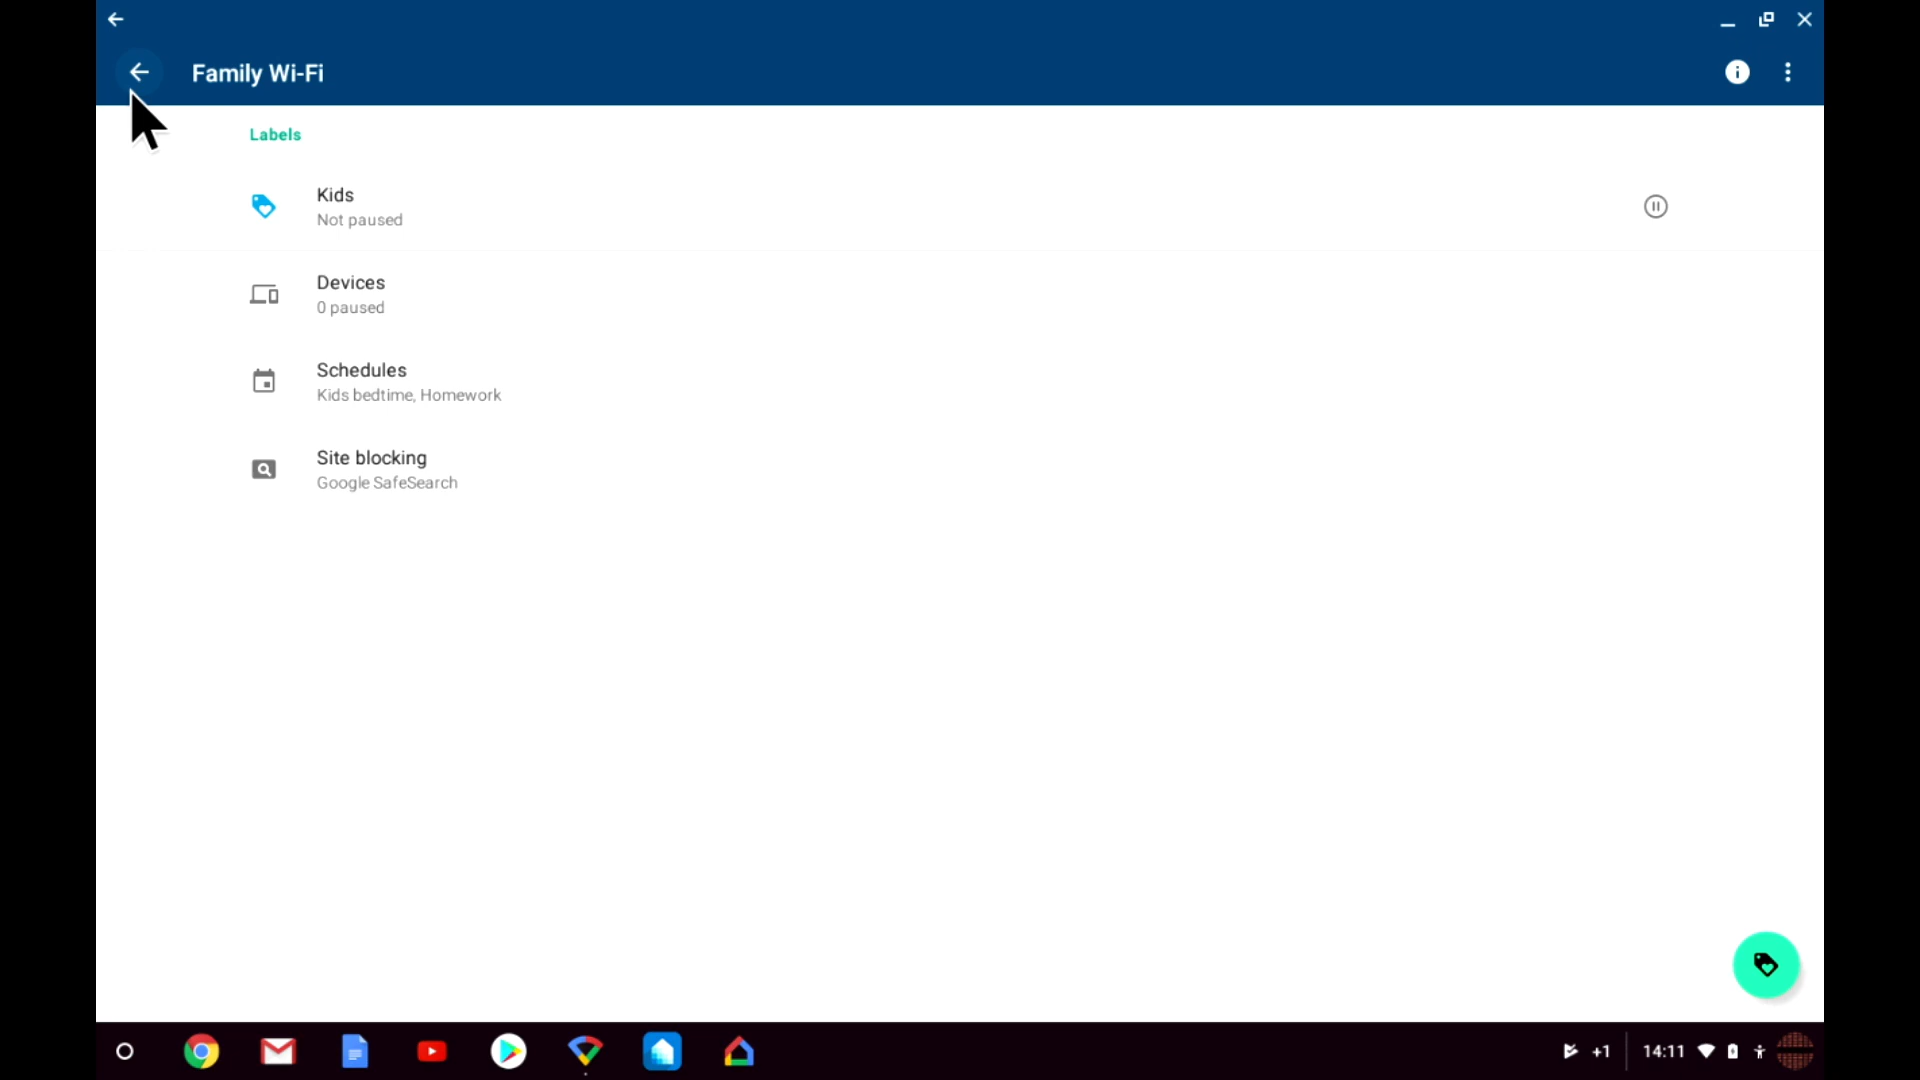 Family Wi-Fi
Labels
Kids
Not paused
Devices
0 paused
Schedules
Kids bedtime, Homework
Site blocking
Google SafeSearch
+1
14:11